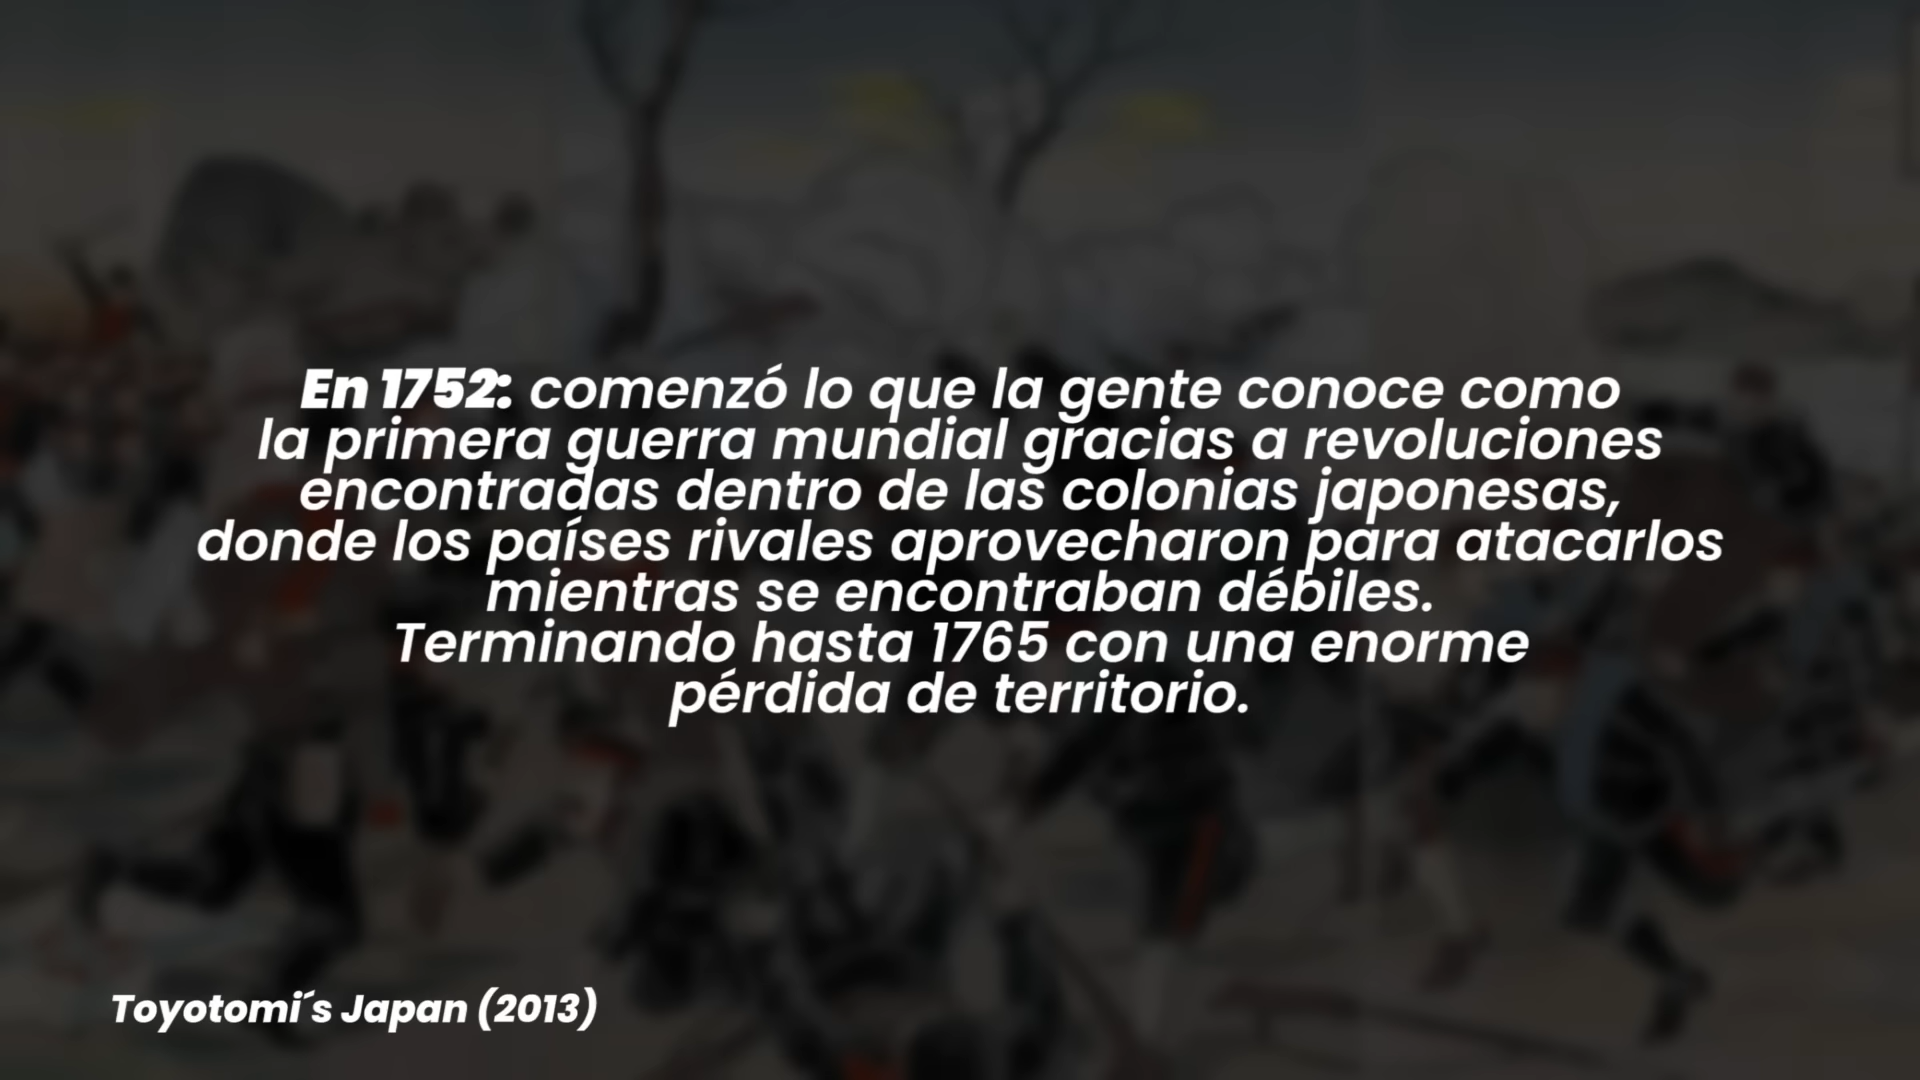 En 1752: comenzó lo que la gente conoce como
la primera guerra mundial gracias a revoluciones
encontradas dentro de las colonias japonesas,
donde los países rivales aprovecharon para atacarlos
mientras se encontraban débiles.
Terminando hasta 1765 con una enorme
pérdida de territorio.
Toyotomi´s Japan (2013)